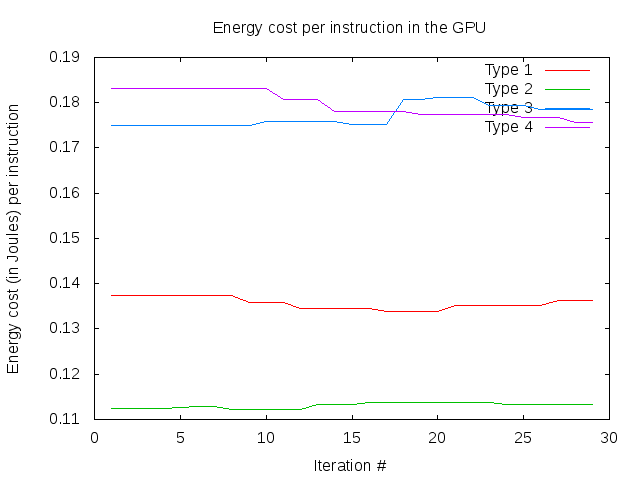 Energy cost per instruction in the GPU
0.19
0.18
0.17
0.16
0.15
0.14
0.13
0.12
0.11
Energy cost (in Joules) per instruction
Type 1
Type 2
Type 3
Type 4
0 5 10 15 20 25 30
Iteration #